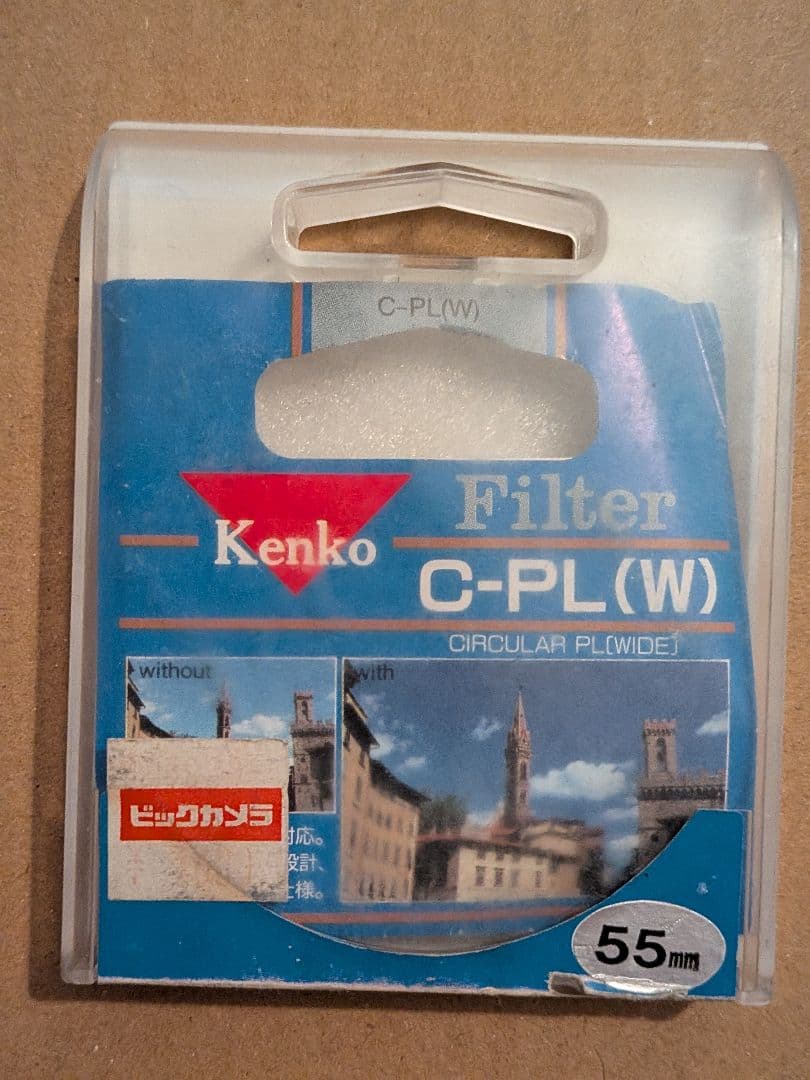 C-PL(W)
Kenko
Filter
C-PL(W)
CIRCULAR PL[WIDE]
without
with
ビックカメラ
対応。
設計、
仕様。
55mm